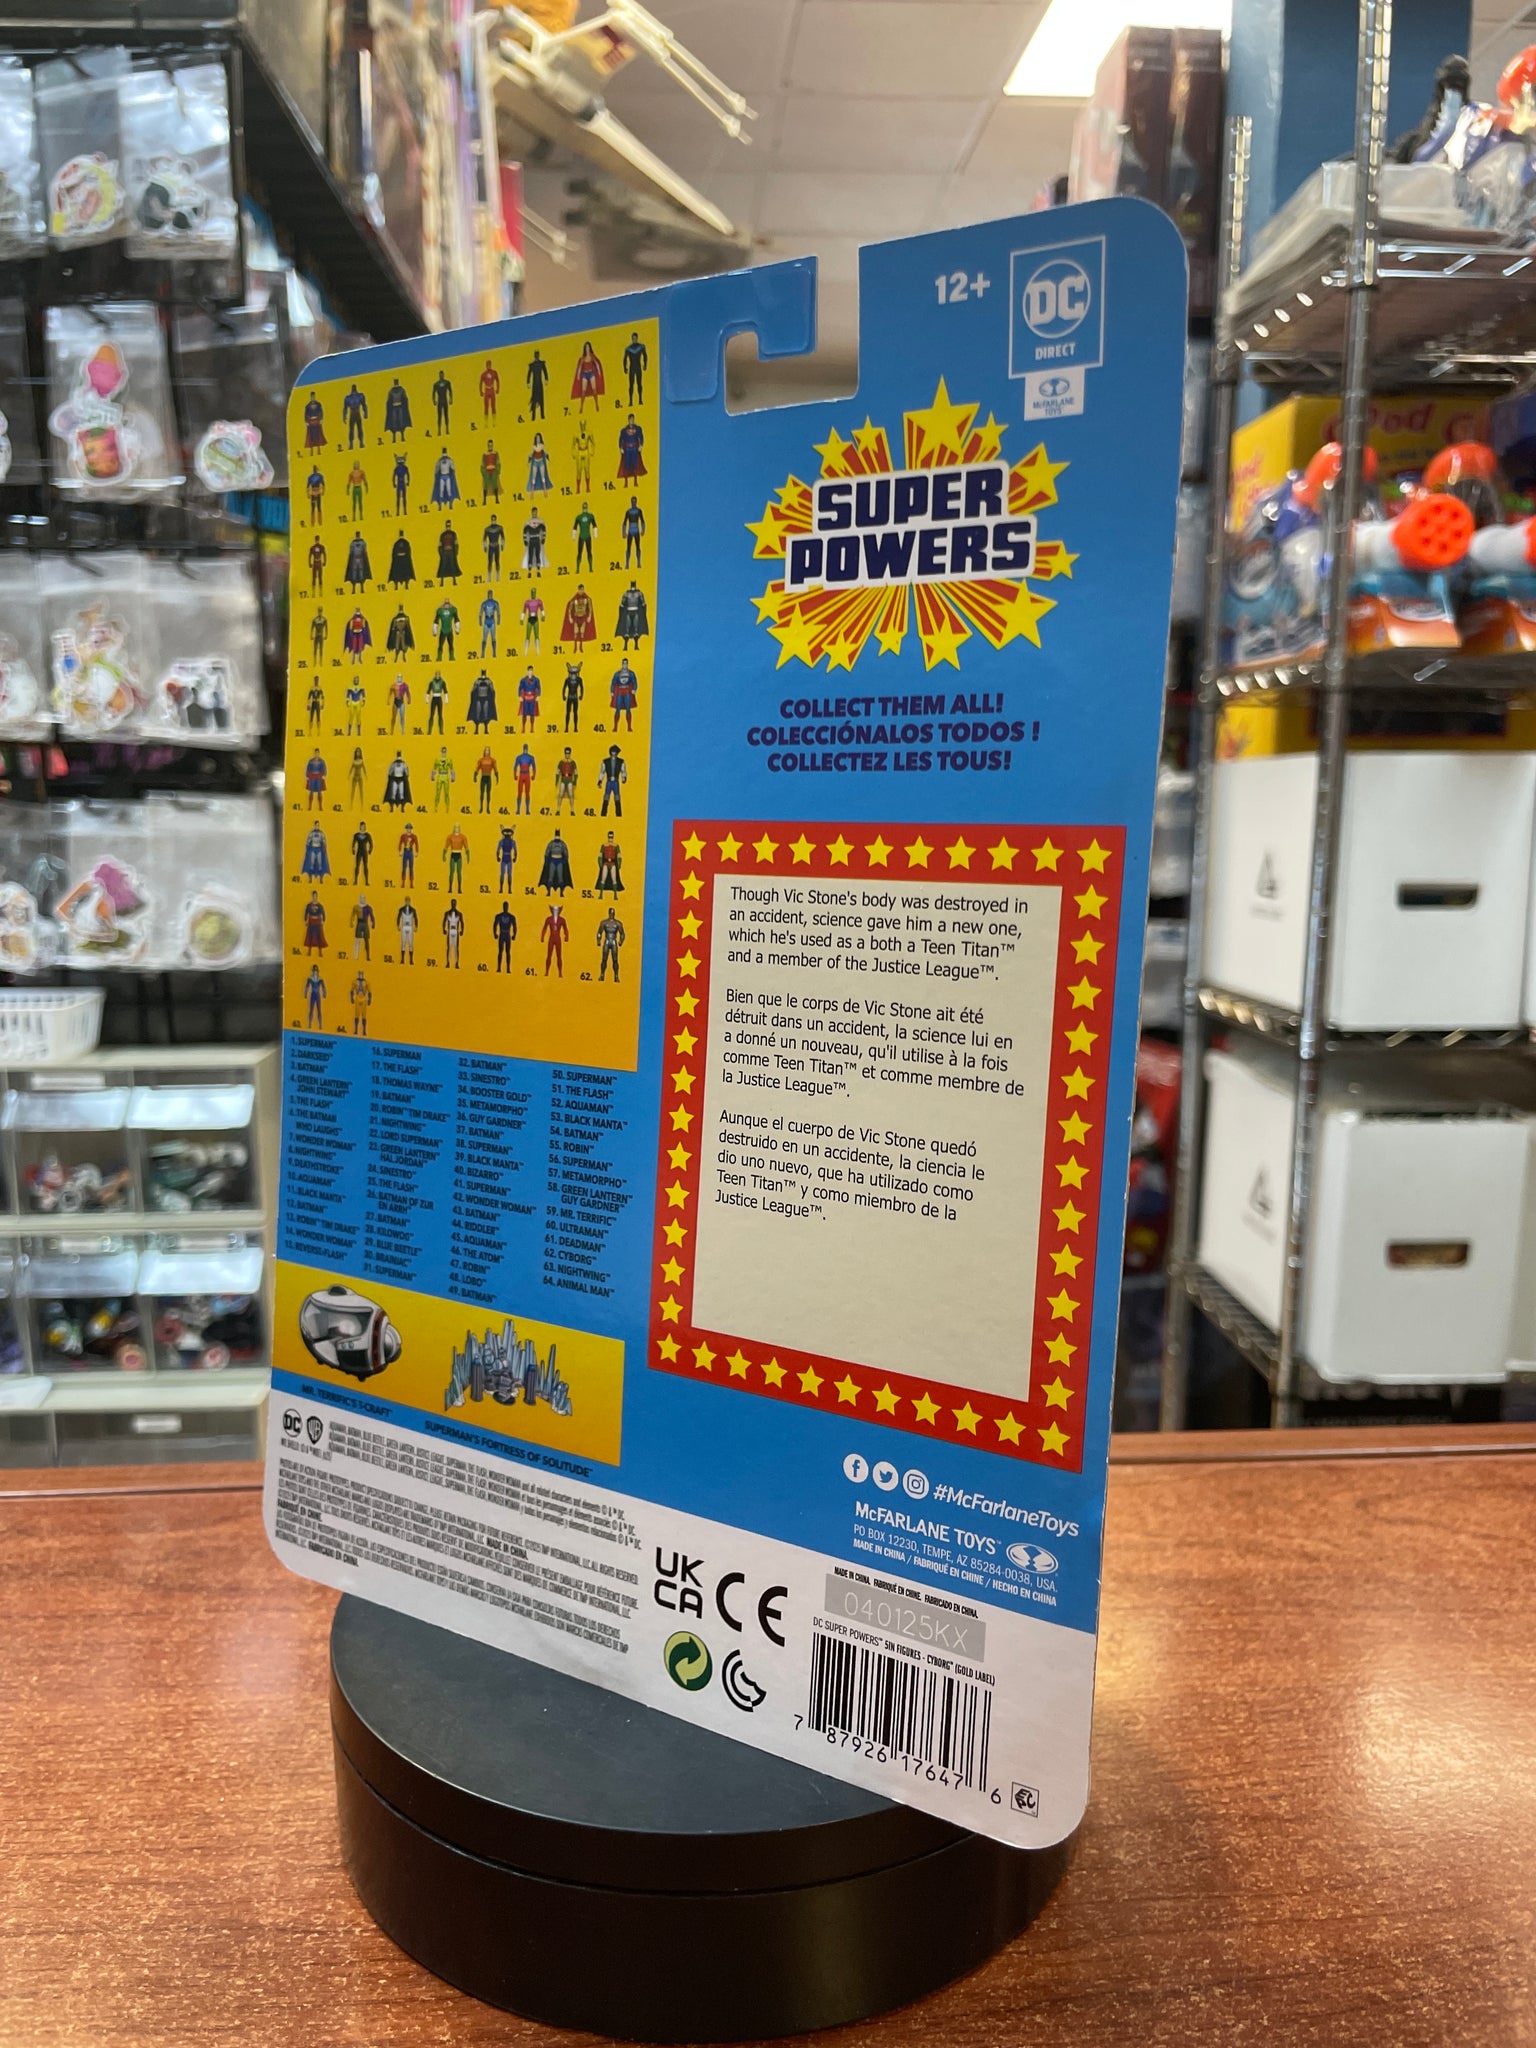 12+
DC
DIRECT
McFARLANE
TOYS
SUPER
POWERS
COLLECT THEM ALL!
COLECCIÓNALOS TODOS !
COLLECTEZ LES TOUS!
Though Vic Stone's body was destroyed in
an accident, science gave him a new one,
which he's used as a both a Teen Titan™
and a member of the Justice League™.
Bien que le corps de Vic Stone ait été
détruit dans un accident, la science lui en
a donné un nouveau, qu'il utilise à la fois
comme Teen Titan™ et comme membre de
la Justice League™.
Aunque el cuerpo de Vic Stone quedó
destruido en un accidente, la ciencia le
dio uno nuevo, que ha utilizado como
Teen Titan™ y como miembro de la
Justice League™.
1. SUPERMAN™
2. DARKSEID™
3. BATMAN™
4. GREEN LANTERN™
JOHN STEWART™
5. THE FLASH™
6. THE BATMAN
WHO LAUGHS™
7. WONDER WOMAN™
8. NIGHTWING™
9. DEATHSTROKE™
10. AQUAMAN™
11. BLACK MANTA™
12. BATMAN™
13. ROBIN™ TIM DRAKE™
14. WONDER WOMAN™
15. REVERSE-FLASH™
16. SUPERMAN
17. THE FLASH™
18. THOMAS WAYNE™
19. BATMAN™
20. ROBIN™ TIM DRAKE™
21. NIGHTWING™
22. LORD SUPERMAN™
23. GREEN LANTERN™
HAL JORDAN™
24. SINESTRO™
25. THE FLASH™
26. BATMAN OF ZUR
EN ARRH™
27. BATMAN™
28. KILOWOG™
29. BLUE BEETLE™
30. BRAINIAC™
31. SUPERMAN™
32. BATMAN™
33. SINESTRO™
34. BOOSTER GOLD™
35. METAMORPHO™
36. GUY GARDNER™
37. BATMAN™
38. SUPERMAN™
39. BLACK MANTA™
40. BIZARRO™
41. SUPERMAN™
42. WONDER WOMAN™
43. BATMAN™
44. RIDDLER™
45. AQUAMAN™
46. THE ATOM™
47. ROBIN™
48. LOBO™
49. BATMAN™
50. SUPERMAN™
51. THE FLASH™
52. AQUAMAN™
53. BLACK MANTA™
54. BATMAN™
55. ROBIN™
56. SUPERMAN™
57. METAMORPHO™
58. GREEN LANTERN™
GUY GARDNER™
59. MR. TERRIFIC™
60. ULTRAMAN™
61. DEADMAN™
62. CYBORG™
63. NIGHTWING™
64. ANIMAL MAN™
MR. TERRIFIC'S T-CRAFT™
SUPERMAN'S FORTRESS OF SOLITUDE™
DC
#McFarlaneToys
McFARLANE TOYS™
PO BOX 12230, TEMPE, AZ 85284-0038, USA.
MADE IN CHINA / FABRIQUÉ EN CHINE / HECHO EN CHINA
UK
CA
CE
MADE IN CHINA. FABRIQUÉ EN CHINE. FABRICADO EN CHINA.
040125KX
DC SUPER POWERS™ 5IN FIGURES - CYBORG™ (GOLD LABEL)
7 87926 17647 6